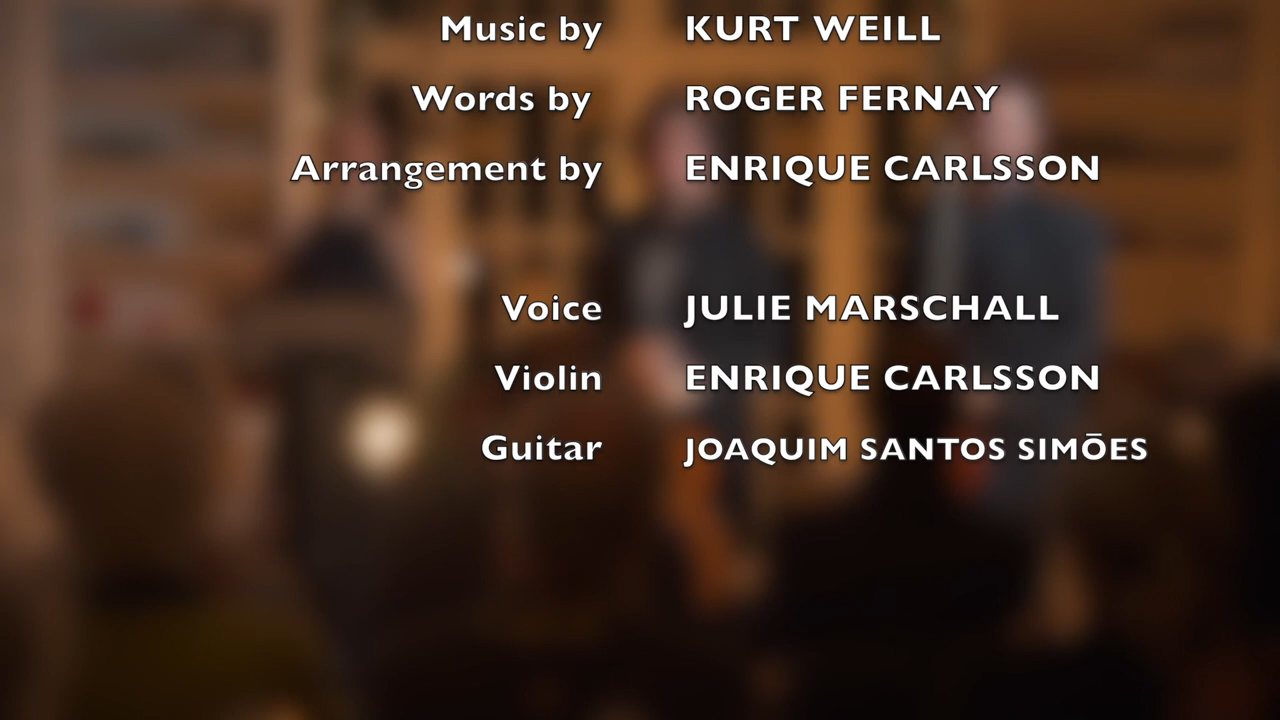 Music by KURT WEILL
Words by ROGER FERNAY
Arrangement by ENRIQUE CARLSSON
Voice JULIE MARSCHALL
Violin ENRIQUE CARLSSON
Guitar JOAQUIM SANTOS SIMŌES